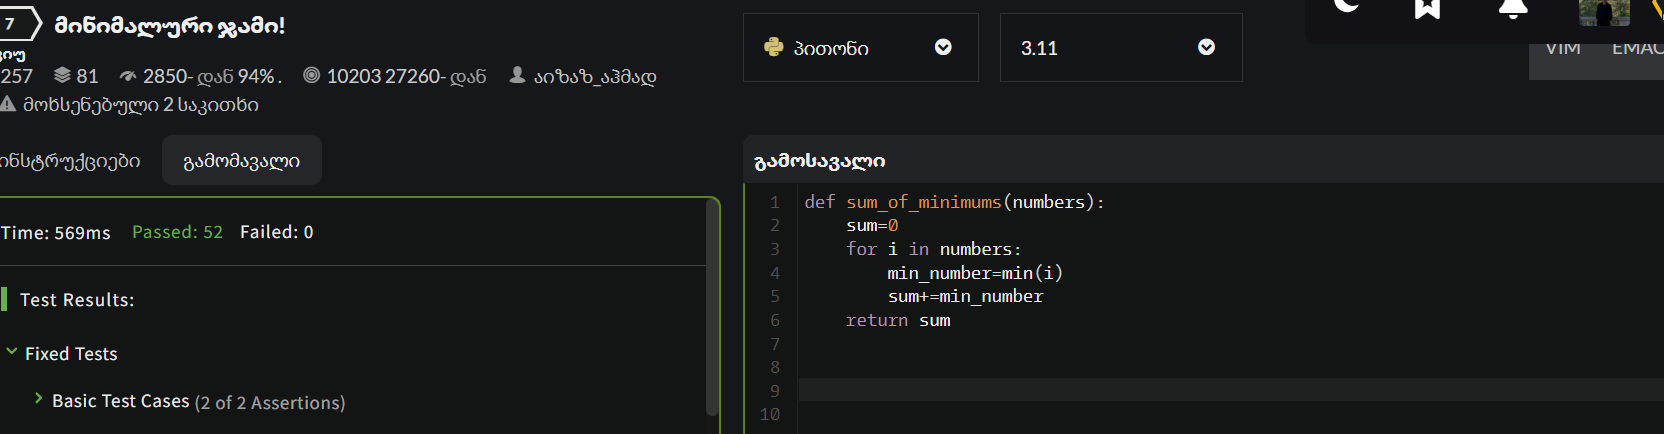 7 მინიმალური ჯამი!
257 81 2850- დან 94% . 10203 27260- დან აიზაზ_აჰმად
მოხსენებული 2 საკითხი
ინსტრუქციები გამომავალი
Time: 569ms Passed: 52 Failed: 0
Test Results:
Fixed Tests
Basic Test Cases (2 of 2 Assertions)
პითონი 3.11
VIM EMAC
გამოსავალი
1 def sum_of_minimums(numbers):
2 sum=0
3 for i in numbers:
4 min_number=min(i)
5 sum+=min_number
6 return sum
7
8
9
10